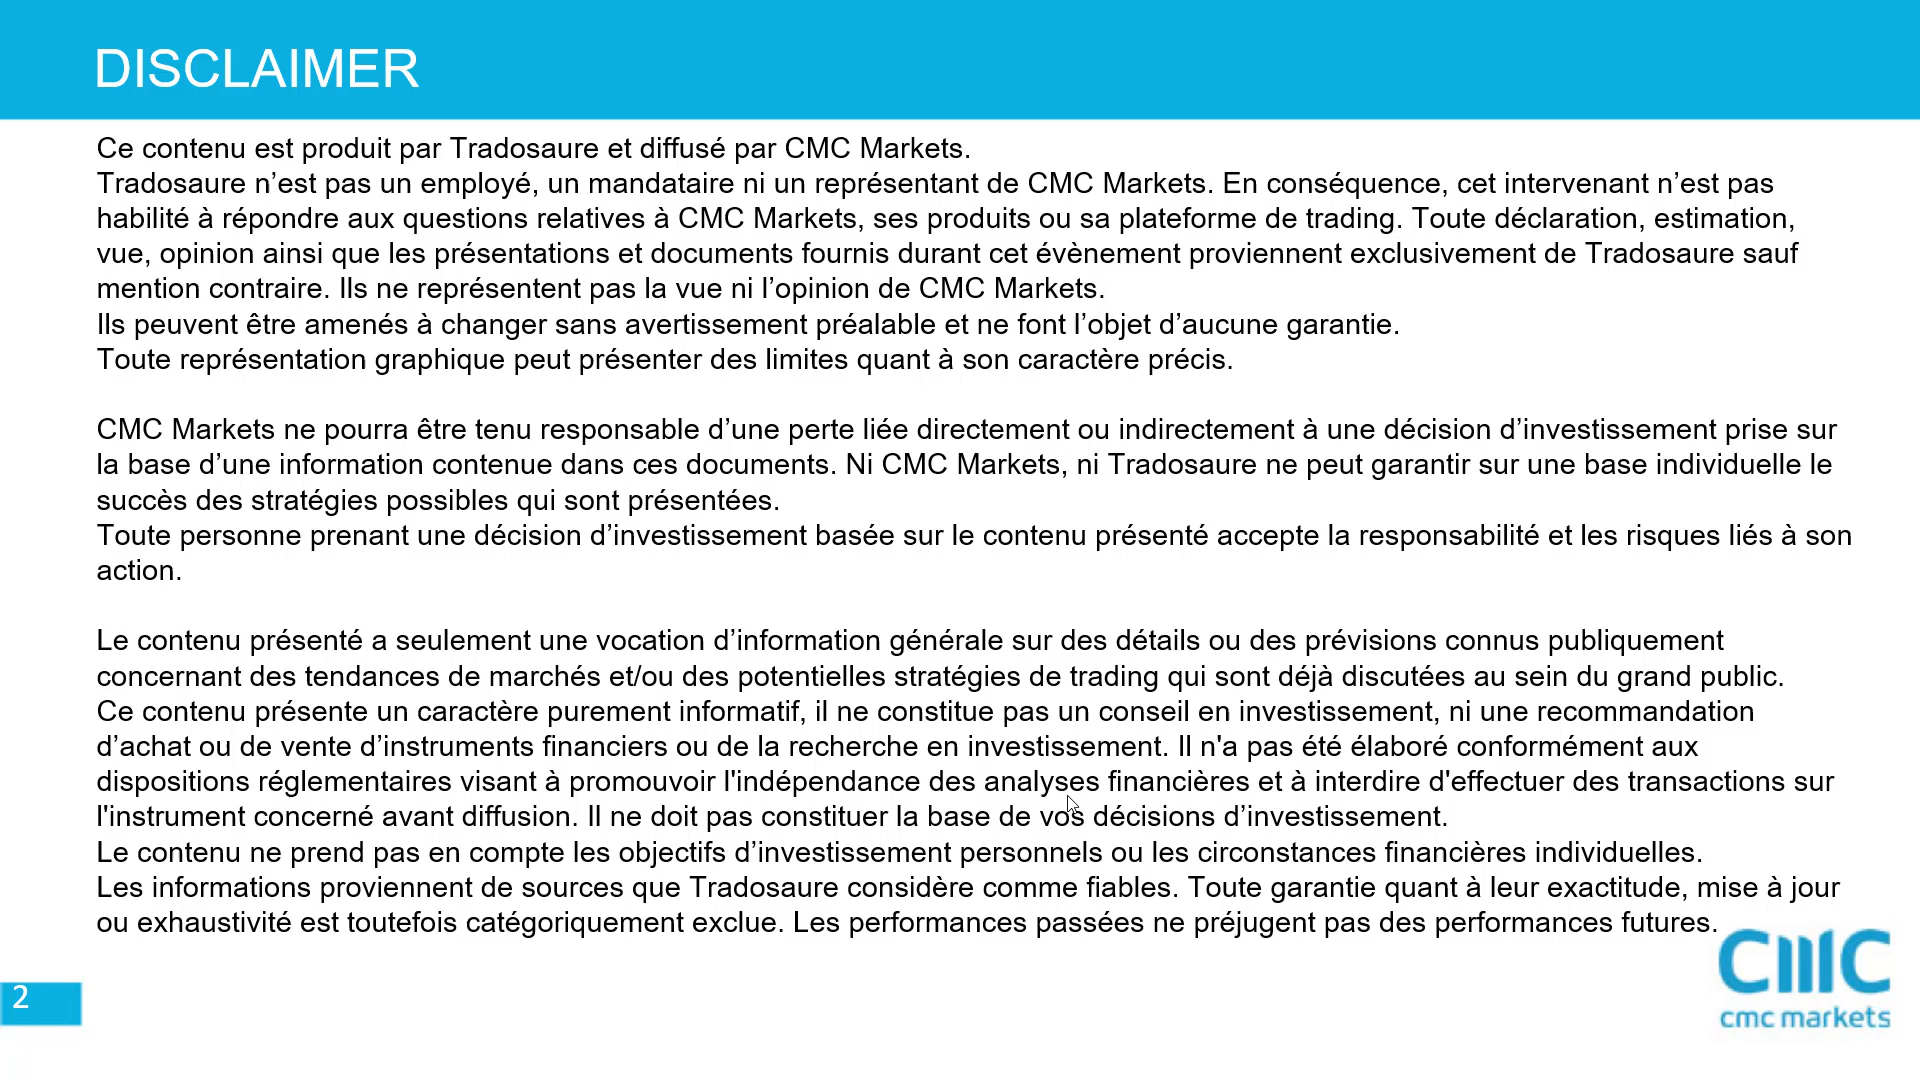 DISCLAIMER
Ce contenu est produit par Tradosaure et diffusé par CMC Markets.
Tradosaure n’est pas un employé, un mandataire ni un représentant de CMC Markets. En conséquence, cet intervenant n’est pas
habilité à répondre aux questions relatives à CMC Markets, ses produits ou sa plateforme de trading. Toute déclaration, estimation,
vue, opinion ainsi que les présentations et documents fournis durant cet évènement proviennent exclusivement de Tradosaure sauf
mention contraire. Ils ne représentent pas la vue ni l’opinion de CMC Markets.
Ils peuvent être amenés à changer sans avertissement préalable et ne font l’objet d’aucune garantie.
Toute représentation graphique peut présenter des limites quant à son caractère précis.
CMC Markets ne pourra être tenu responsable d’une perte liée directement ou indirectement à une décision d’investissement prise sur
la base d’une information contenue dans ces documents. Ni CMC Markets, ni Tradosaure ne peut garantir sur une base individuelle le
succès des stratégies possibles qui sont présentées.
Toute personne prenant une décision d’investissement basée sur le contenu présenté accepte la responsabilité et les risques liés à son
action.
Le contenu présenté a seulement une vocation d’information générale sur des détails ou des prévisions connus publiquement
concernant des tendances de marchés et/ou des potentielles stratégies de trading qui sont déjà discutées au sein du grand public.
Ce contenu présente un caractère purement informatif, il ne constitue pas un conseil en investissement, ni une recommandation
d’achat ou de vente d’instruments financiers ou de la recherche en investissement. Il n'a pas été élaboré conformément aux
dispositions réglementaires visant à promouvoir l'indépendance des analyses financières et à interdire d'effectuer des transactions sur
l'instrument concerné avant diffusion. Il ne doit pas constituer la base de vos décisions d’investissement.
Le contenu ne prend pas en compte les objectifs d’investissement personnels ou les circonstances financières individuelles.
Les informations proviennent de sources que Tradosaure considère comme fiables. Toute garantie quant à leur exactitude, mise à jour
ou exhaustivité est toutefois catégoriquement exclue. Les performances passées ne préjugent pas des performances futures.
2
CMC
cmc markets